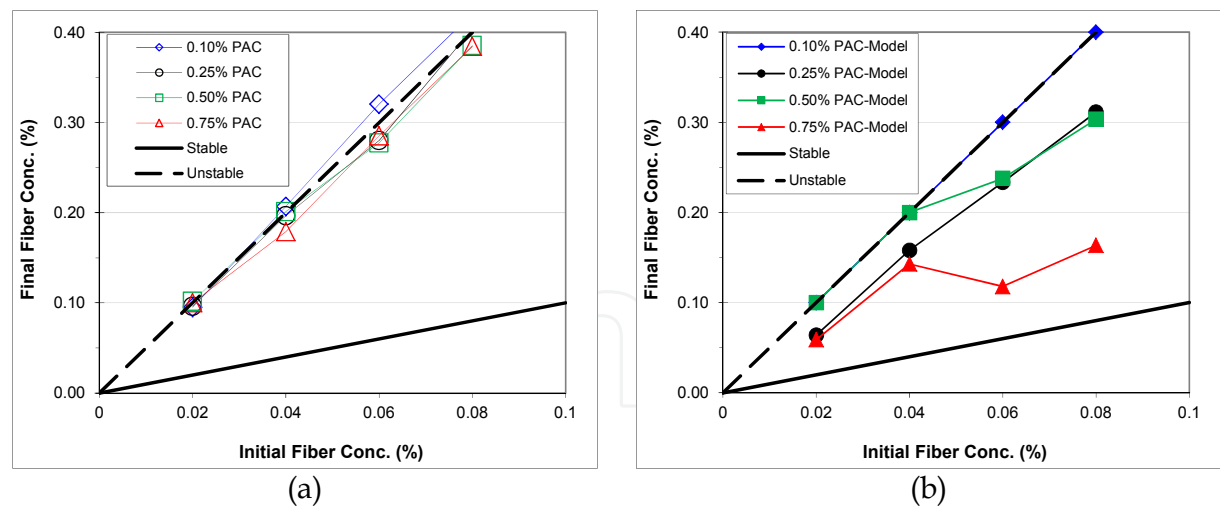 0.40
0.30
0.20
0.10
0.00
Final Fiber Conc. (%)
0.10% PAC
0.25% PAC
0.50% PAC
0.75% PAC
Stable
Unstable
0 0.02 0.04 0.06 0.08 0.1
Initial Fiber Conc. (%)
(a)
0.40
0.30
0.20
0.10
0.00
Final Fiber Conc. (%)
0.10% PAC-Model
0.25% PAC-Model
0.50% PAC-Model
0.75% PAC-Model
Stable
Unstable
0 0.02 0.04 0.06 0.08 0.1
Initial Fiber Conc. (%)
(b)